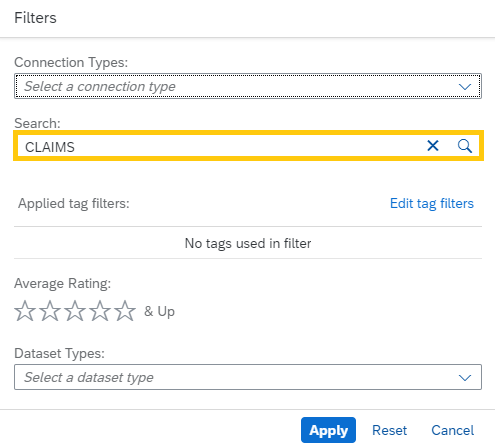 Filters
Connection Types:
Select a connection type
Search:
CLAIMS
Applied tag filters: Edit tag filters
No tags used in filter
Average Rating:
& Up
Dataset Types:
Select a dataset type
Apply Reset Cancel